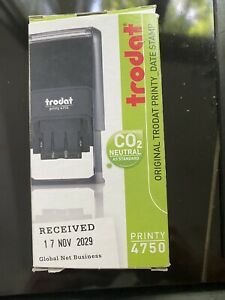 trodat
printy 4750
trodat
ORIGINAL TRODAT PRINTY DATE STAMP
CO2
NEUTRAL
AS STANDARD
RECEIVED
17 NOV 2029
Global Net Business
PRINTY
4750